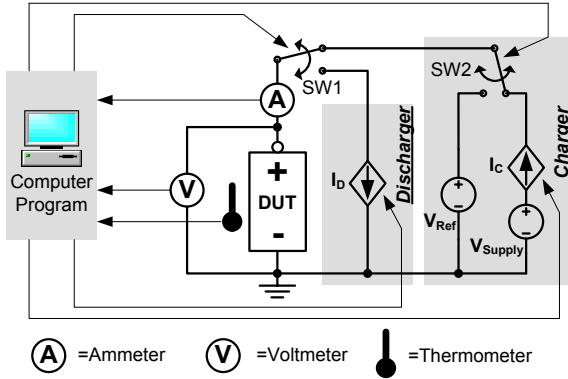 SW1
SW2
A
Computer
Program
V
+
DUT
-
I_D
Discharger
V_Ref
+
-
I_C
+
-
V_Supply
Charger
A =Ammeter
V =Voltmeter
=Thermometer